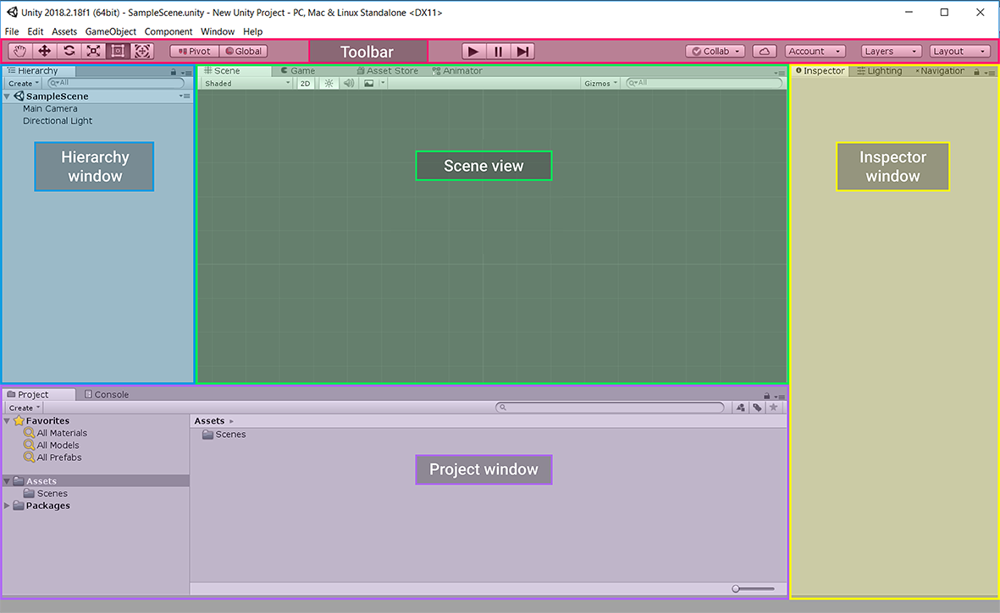 Unity 2018.2.18f1 (64bit) - SampleScene.unity - New Unity Project - PC, Mac & Linux Standalone <DX11>
File Edit Assets GameObject Component Window Help
Pivot Global Toolbar Collab Account Layers Layout
Hierarchy
Create All
SampleScene
Main Camera
Directional Light
Hierarchy
window
Scene Game Asset Store Animator
Shaded 2D Gizmos All
Scene view
Inspector Lighting Navigation
Inspector
window
Project Console
Create
Favorites
All Materials
All Models
All Prefabs
Assets
Scenes
Packages
Assets
Scenes
Project window